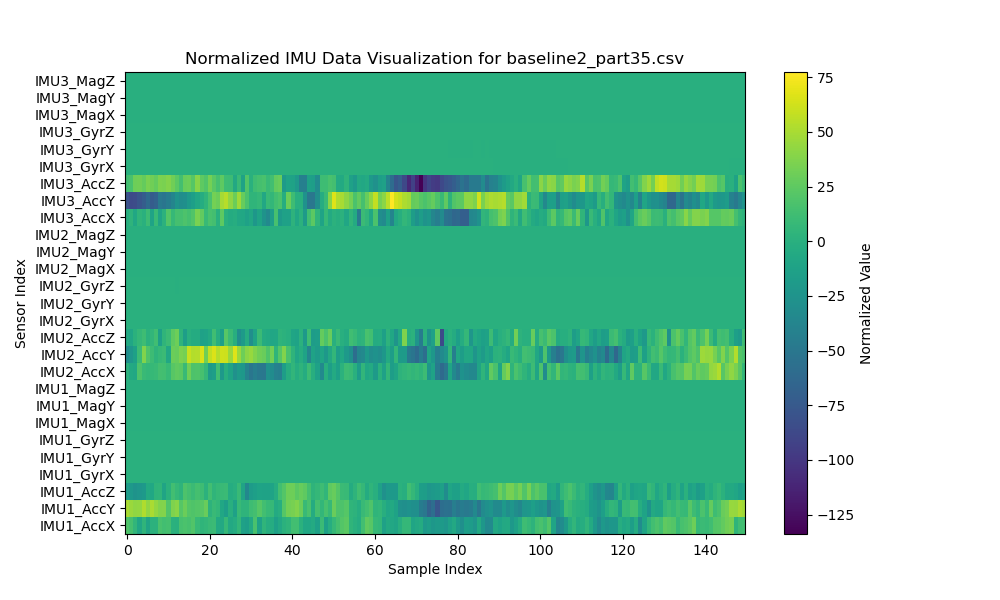 Normalized IMU Data Visualization for baseline2_part35.csv
IMU3_MagZ
IMU3_MagY
IMU3_MagX
IMU3_GyrZ
IMU3_GyrY
IMU3_GyrX
IMU3_AccZ
IMU3_AccY
IMU3_AccX
IMU2_MagZ
IMU2_MagY
IMU2_MagX
IMU2_GyrZ
IMU2_GyrY
IMU2_GyrX
IMU2_AccZ
IMU2_AccY
IMU2_AccX
IMU1_MagZ
IMU1_MagY
IMU1_MagX
IMU1_GyrZ
IMU1_GyrY
IMU1_GyrX
IMU1_AccZ
IMU1_AccY
IMU1_AccX
Sensor Index
0 20 40 60 80 100 120 140
Sample Index
75
50
25
0
−25
−50
−75
−100
−125
Normalized Value